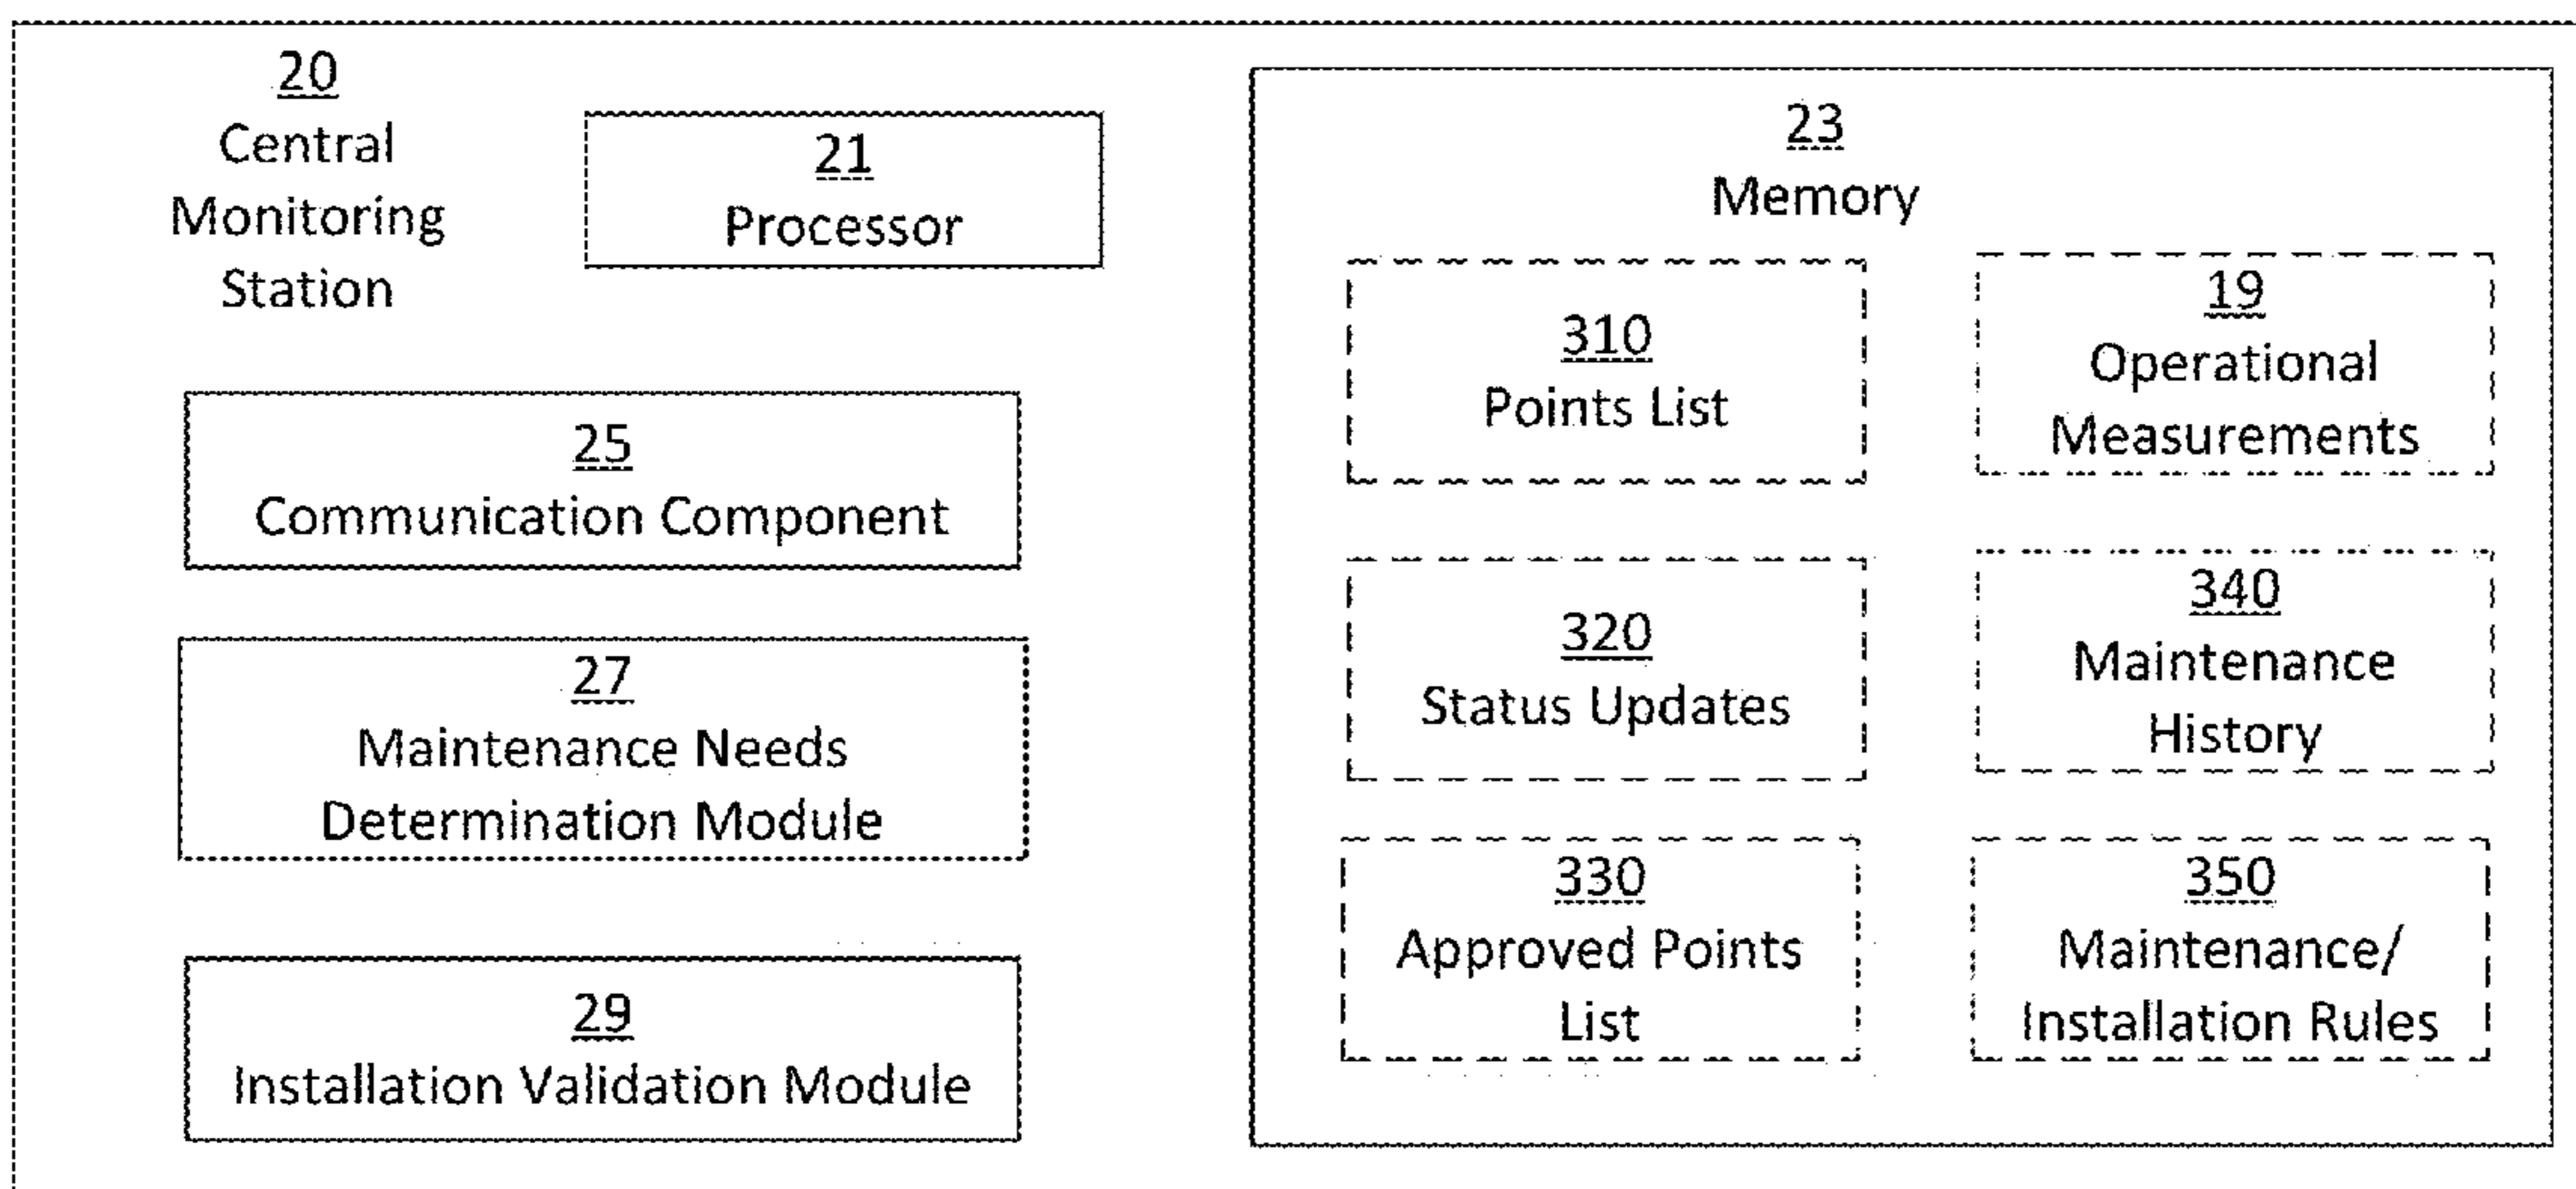 20
Central
Monitoring
Station
21
Processor
25
Communication Component
27
Maintenance Needs
Determination Module
29
Installation Validation Module
23
Memory
310
Points List
19
Operational
Measurements
320
Status Updates
340
Maintenance
History
330
Approved Points
List
350
Maintenance/
Installation Rules